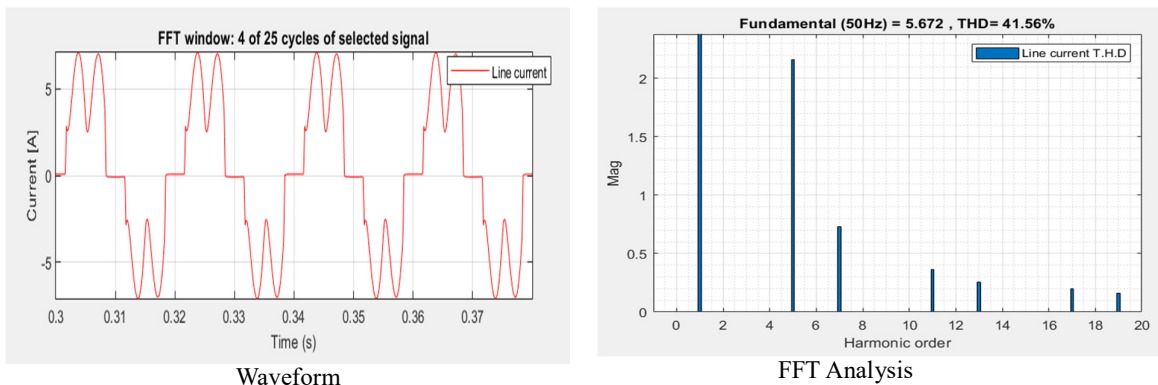 FFT window: 4 of 25 cycles of selected signal
Line current
Current [A]
5
0
-5
0.3 0.31 0.32 0.33 0.34 0.35 0.36 0.37
Time (s)
Waveform
Fundamental (50Hz) = 5.672 , THD= 41.56%
Line current T.H.D
Mag
2
1.5
1
0.5
0
0 2 4 6 8 10 12 14 16 18 20
Harmonic order
FFT Analysis